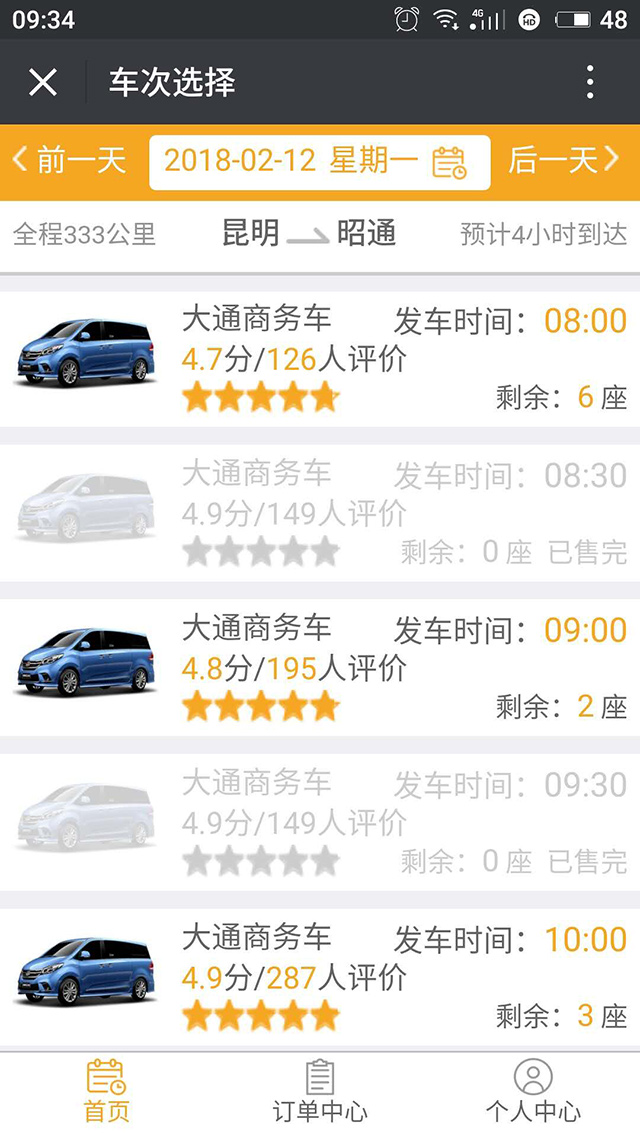 09:34 4G HD 48
车次选择
前一天 2018-02-12 星期一 后一天
全程333公里 昆明 昭通 预计4小时到达
大通商务车 发车时间：08:00
4.7分/126人评价
剩余：6 座
大通商务车 发车时间：08:30
4.9分/149人评价
剩余：0 座 已售完
大通商务车 发车时间：09:00
4.8分/195人评价
剩余：2 座
大通商务车 发车时间：09:30
4.9分/149人评价
剩余：0 座 已售完
大通商务车 发车时间：10:00
4.9分/287人评价
剩余：3 座
首页 订单中心 个人中心